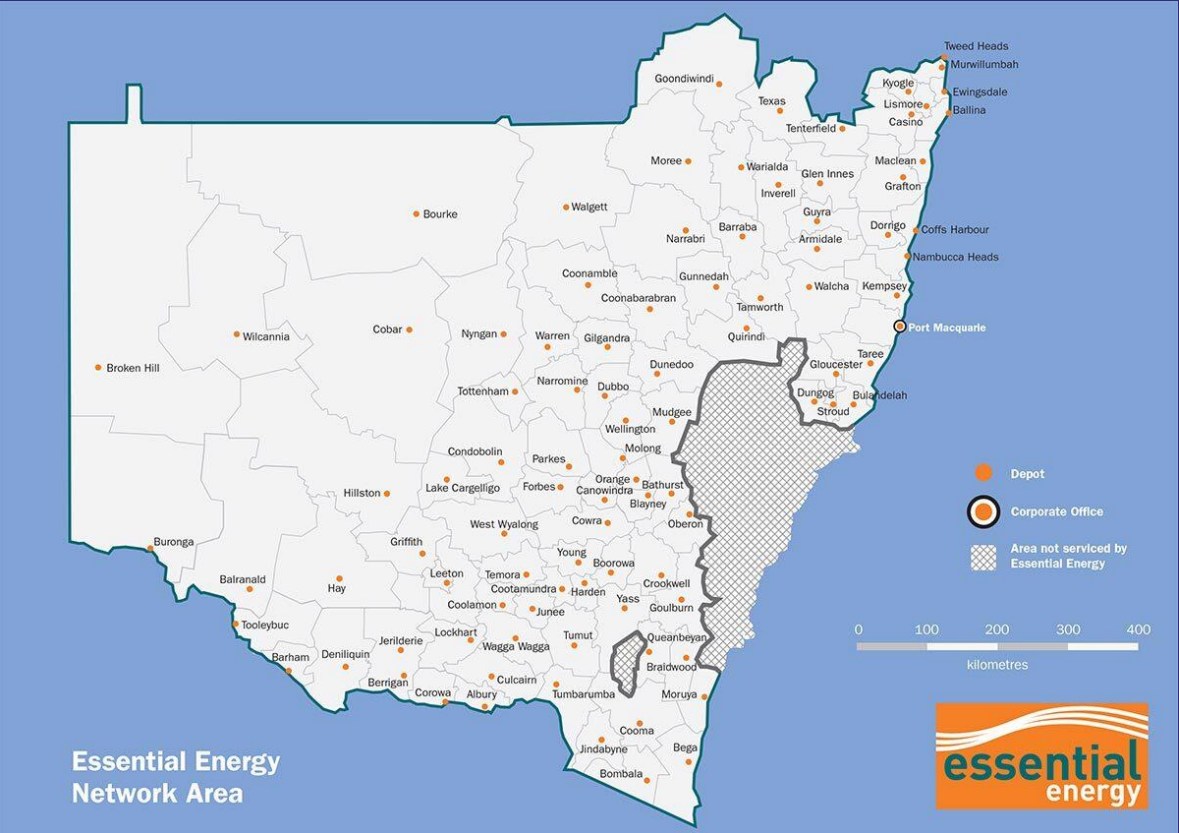 Tweed Heads
Murwillumbah
Goondiwindi
Kyogle
Ewingsdale
Texas
Lismore
Ballina
Casino
Tenterfield
Moree
Warialda
Maclean
Glen Innes
Inverell
Grafton
Bourke
Walgett
Guyra
Barraba
Dorrigo
Coffs Harbour
Narrabri
Armidale
Nambucca Heads
Coonamble
Gunnedah
Walcha
Kempsey
Coonabarabran
Tamworth
Port Macquarie
Cobar
Nyngan
Warren
Gilgandra
Quirindi
Wilcannia
Taree
Broken Hill
Dunedoo
Gloucester
Narromine
Dubbo
Tottenham
Dungog
Bulahdelah
Stroud
Mudgee
Wellington
Condobolin
Parkes
Molong
Lake Cargelligo
Hillston
Forbes
Orange
Canowindra
Bathurst
Blayney
West Wyalong
Cowra
Oberon
Buronga
Griffith
Young
Boorowa
Balranald
Hay
Leeton
Temora
Cootamundra
Harden
Crookwell
Coolamon
Junee
Yass
Goulburn
Tooleybuc
Lockhart
Jerilderie
Wagga Wagga
Tumut
Queanbeyan
Barham
Deniliquin
Braidwood
Berrigan
Culcairn
Corowa
Albury
Tumbarumba
Moruya
Cooma
Jindabyne
Bega
Bombala
Depot
Corporate Office
Area not serviced by
Essential Energy
0 100 200 300 400
kilometres
Essential Energy
Network Area
essential
energy